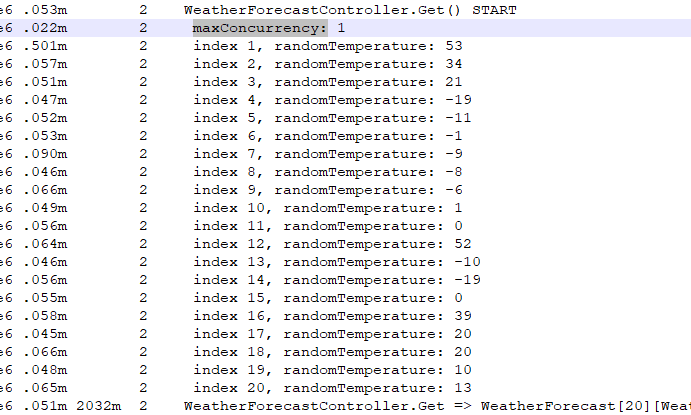 e6 .053m 2 WeatherForecastController.Get() START
e6 .022m 2 maxConcurrency: 1
e6 .501m 2 index 1, randomTemperature: 53
e6 .057m 2 index 2, randomTemperature: 34
e6 .051m 2 index 3, randomTemperature: 21
e6 .047m 2 index 4, randomTemperature: -19
e6 .052m 2 index 5, randomTemperature: -11
e6 .053m 2 index 6, randomTemperature: -1
e6 .090m 2 index 7, randomTemperature: -9
e6 .046m 2 index 8, randomTemperature: -8
e6 .066m 2 index 9, randomTemperature: -6
e6 .049m 2 index 10, randomTemperature: 1
e6 .056m 2 index 11, randomTemperature: 0
e6 .064m 2 index 12, randomTemperature: 52
e6 .046m 2 index 13, randomTemperature: -10
e6 .056m 2 index 14, randomTemperature: -19
e6 .055m 2 index 15, randomTemperature: 0
e6 .058m 2 index 16, randomTemperature: 39
e6 .045m 2 index 17, randomTemperature: 20
e6 .066m 2 index 18, randomTemperature: 20
e6 .048m 2 index 19, randomTemperature: 10
e6 .065m 2 index 20, randomTemperature: 13
e6 .051m 2032m 2 WeatherForecastController.Get => WeatherForecast[20][Weat